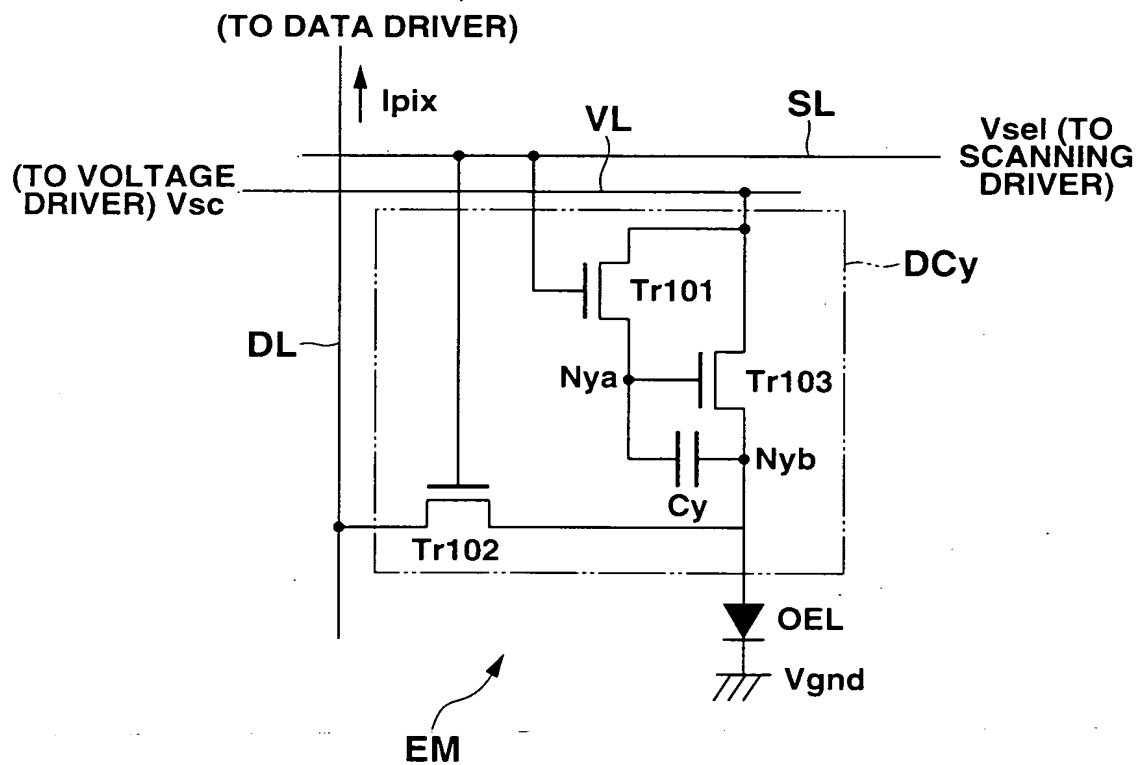 (TO DATA DRIVER)
Ipix
SL
VL
Vsel (TO
SCANNING
DRIVER)
(TO VOLTAGE
DRIVER) Vsc
DCy
Tr101
DL
Nya
Tr103
Nyb
Cy
Tr102
OEL
Vgnd
EM